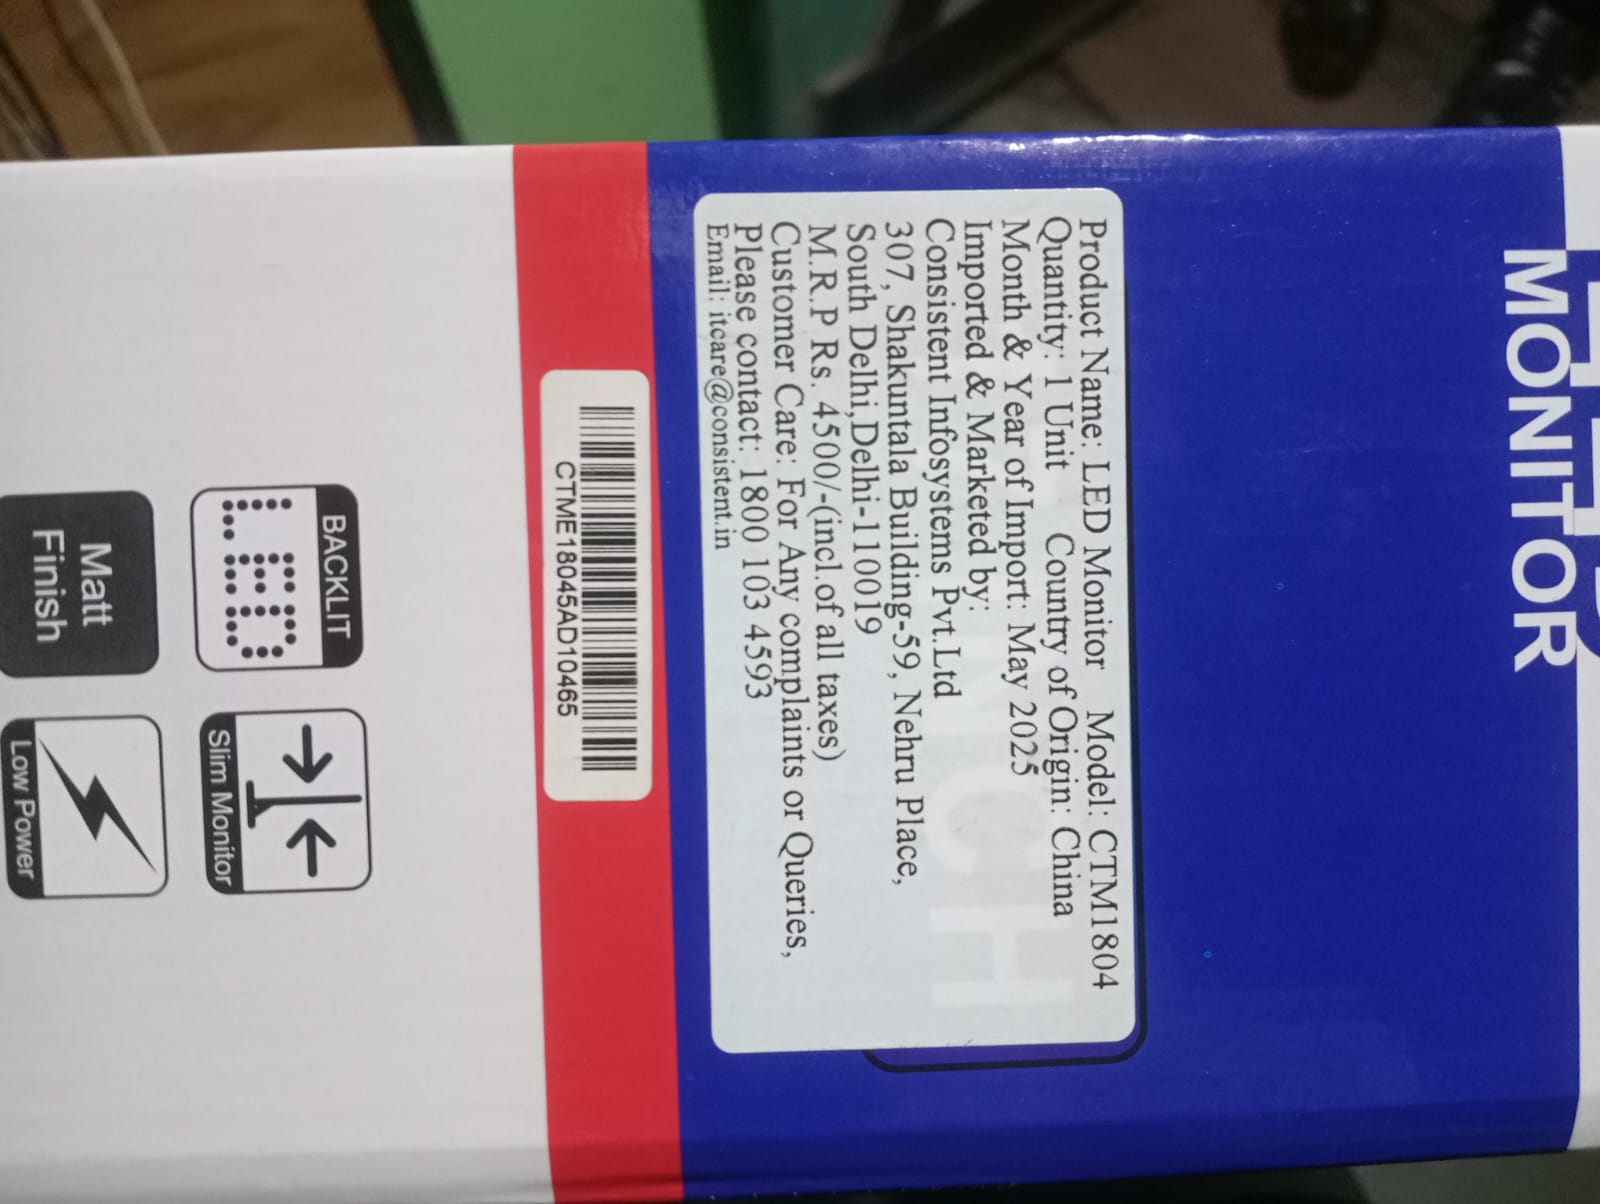 MONITOR
Product Name: LED Monitor Model: CTM1804
Quantity: 1 Unit Country of Origin: China
Month & Year of Import: May 2025
Imported & Marketed by:
Consistent Infosystems Pvt.Ltd
307, Shakuntala Building-59, Nehru Place,
South Delhi,Delhi-110019
M.R.P Rs. 4500/-(incl.of all taxes)
Customer Care: For Any complaints or Queries,
Please contact: 1800 103 4593
Email: itcare@consistent.in
INCH
CTME18045AD10465
BACKLIT
LED
Slim Monitor
Matt
Finish
Low Power